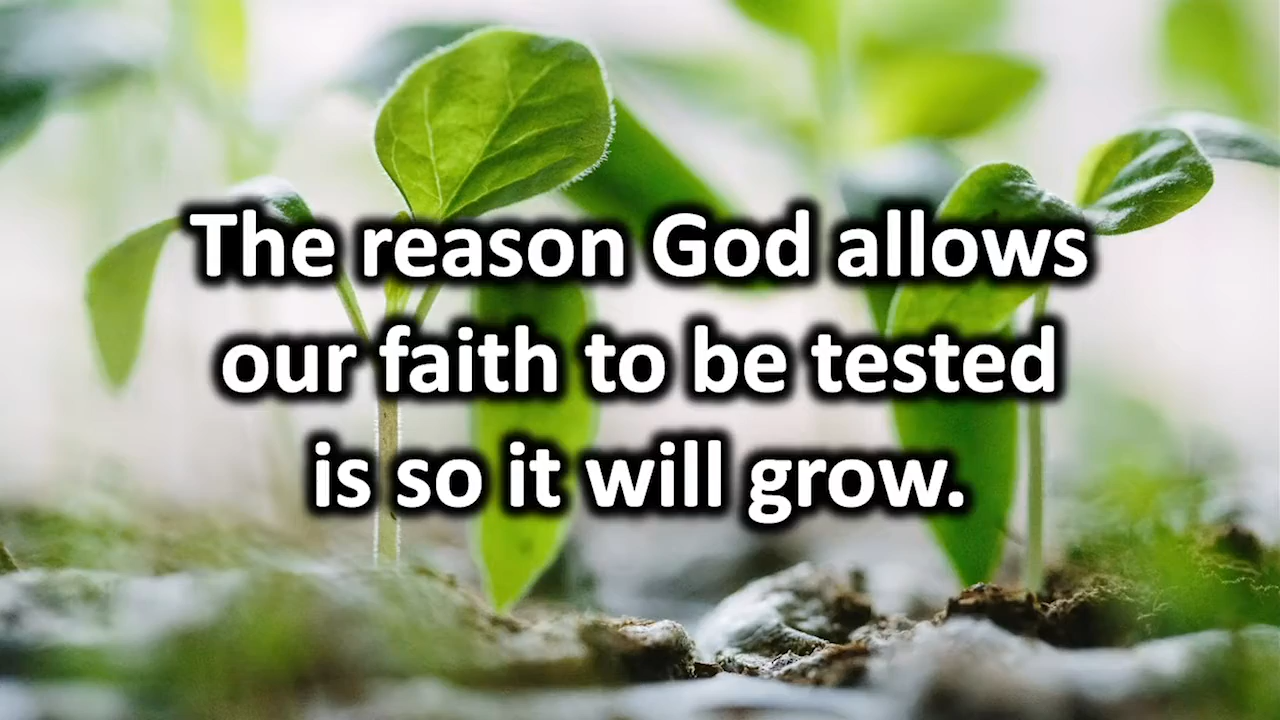 The reason God allows
our faith to be tested
is so it will grow.